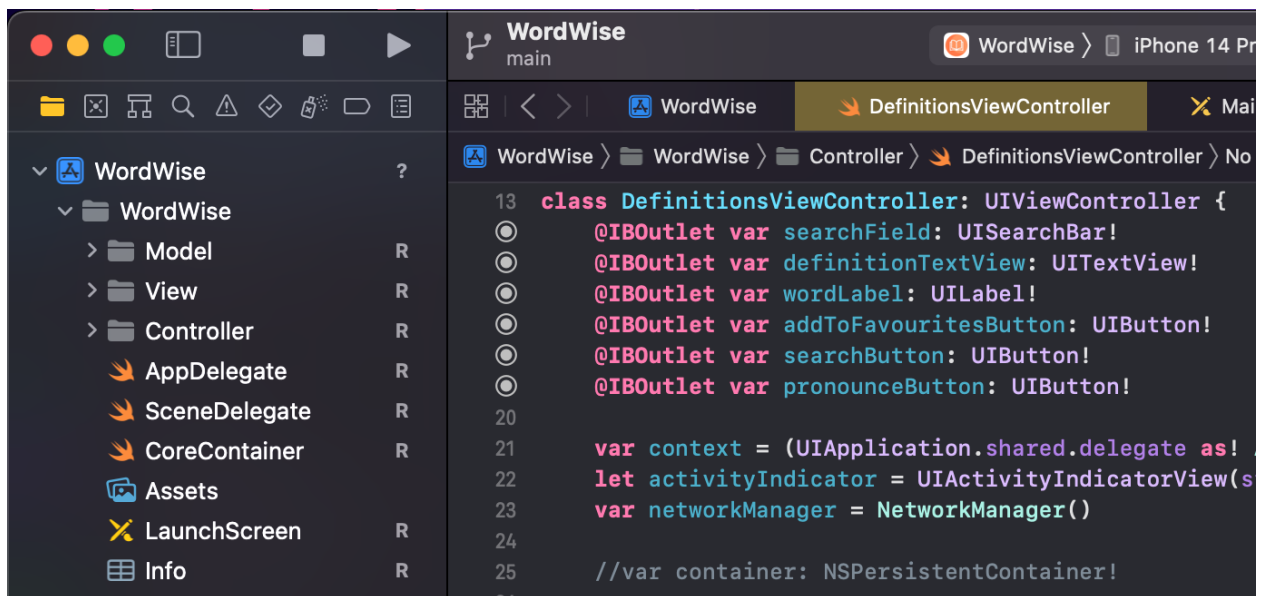 WordWise
main
WordWise 〉 iPhone 14 Pr
WordWise
DefinitionsViewController
Mai
WordWise 〉 WordWise 〉 Controller 〉 DefinitionsViewController 〉 No
WordWise ?
WordWise
Model R
View R
Controller R
AppDelegate R
SceneDelegate R
CoreContainer R
Assets
LaunchScreen R
Info R
13 class DefinitionsViewController: UIViewController {
@IBOutlet var searchField: UISearchBar!
@IBOutlet var definitionTextView: UITextView!
@IBOutlet var wordLabel: UILabel!
@IBOutlet var addToFavouritesButton: UIButton!
@IBOutlet var searchButton: UIButton!
@IBOutlet var pronounceButton: UIButton!
20
21 var context = (UIApplication.shared.delegate as!
22 let activityIndicator = UIActivityIndicatorView(s
23 var networkManager = NetworkManager()
24
25 //var container: NSPersistentContainer!